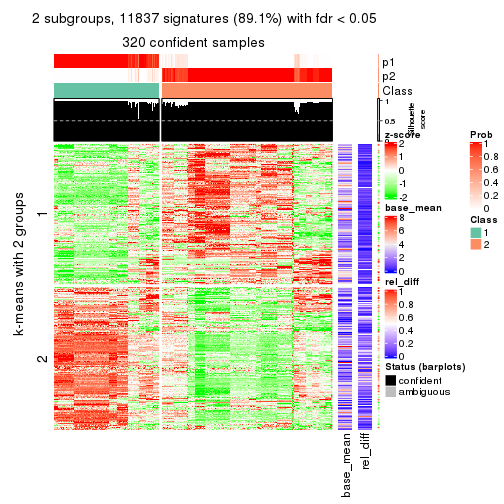 2 subgroups, 11837 signatures (89.1%) with fdr < 0.05
320 confident samples
p1
p2
Class
1
0.5
0
Silhouette
score
k-means with 2 groups
1
2
z-score
2
1
0
-1
-2
base_mean
8
6
4
2
0
rel_diff
1
0.8
0.6
0.4
0.2
0
Status (barplots)
confident
ambiguous
Prob
1
0.8
0.6
0.4
0.2
0
Class
1
2
base_mean
rel_diff